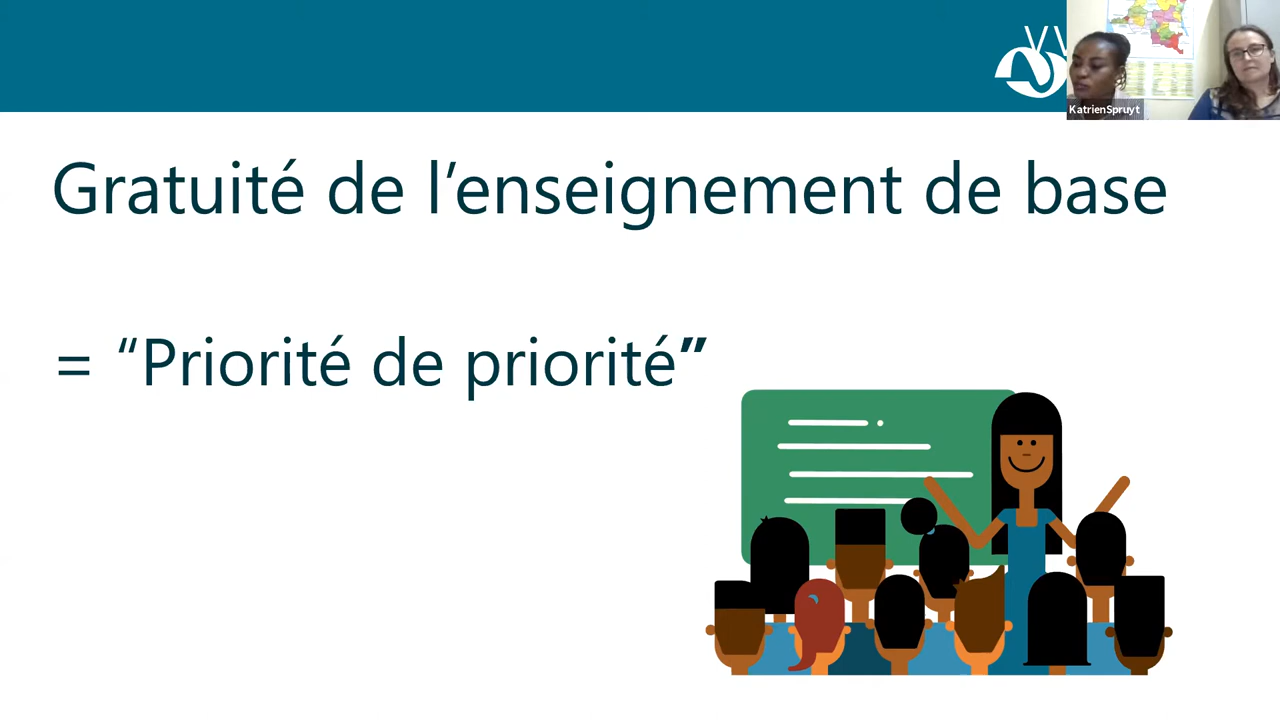 KatrienSpruyt
Gratuité de l’enseignement de base
= “Priorité de priorité”